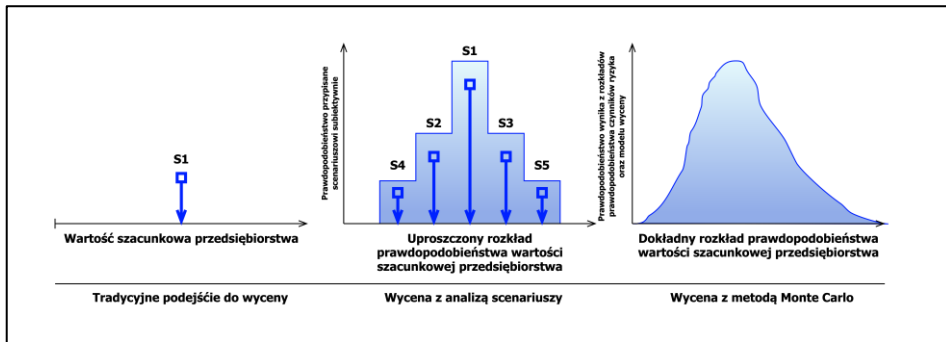 S1
Wartość szacunkowa przedsiębiorstwa
Tradycyjne podejśćie do wyceny
Prawdopodobieństwo przypisane
scenariuszowi subiektywnie
S1
S2
S3
S4
S5
Uproszczony rozkład
prawdopodobieństwa wartości
szacunkowej przedsiębiorstwa
Wycena z analizą scenariuszy
Prawdopodobieństwo wynika z rozkładów
prawdopodobieństwa czynników ryzyka
oraz modelu wyceny
Dokładny rozkład prawdopodobieństwa
wartości szacunkowej przedsiębiorstwa
Wycena z metodą Monte Carlo